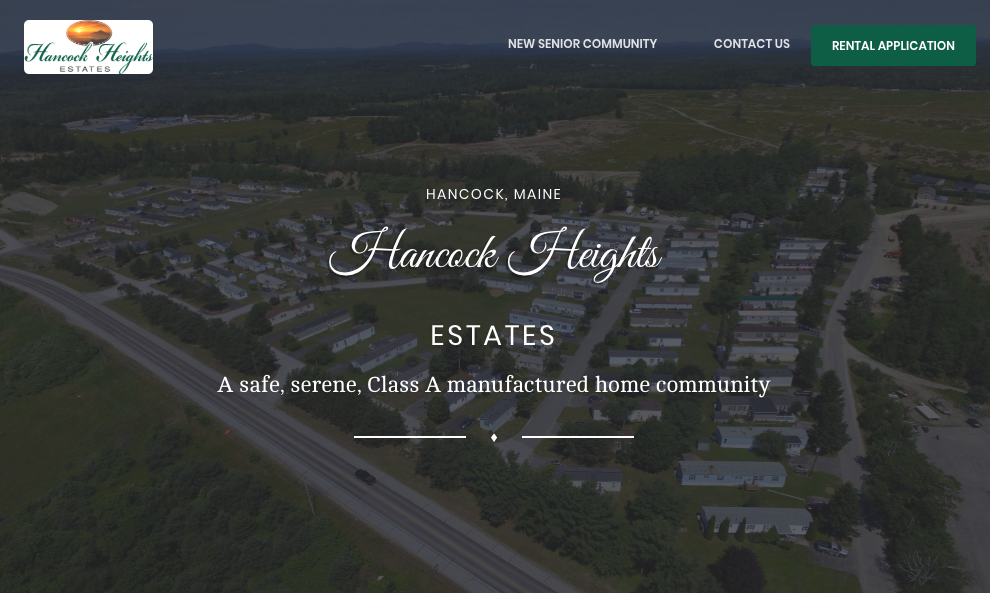 Hancock Heights
ESTATES
NEW SENIOR COMMUNITY
CONTACT US
RENTAL APPLICATION
HANCOCK, MAINE
Hancock Heights
ESTATES
A safe, serene, Class A manufactured home community